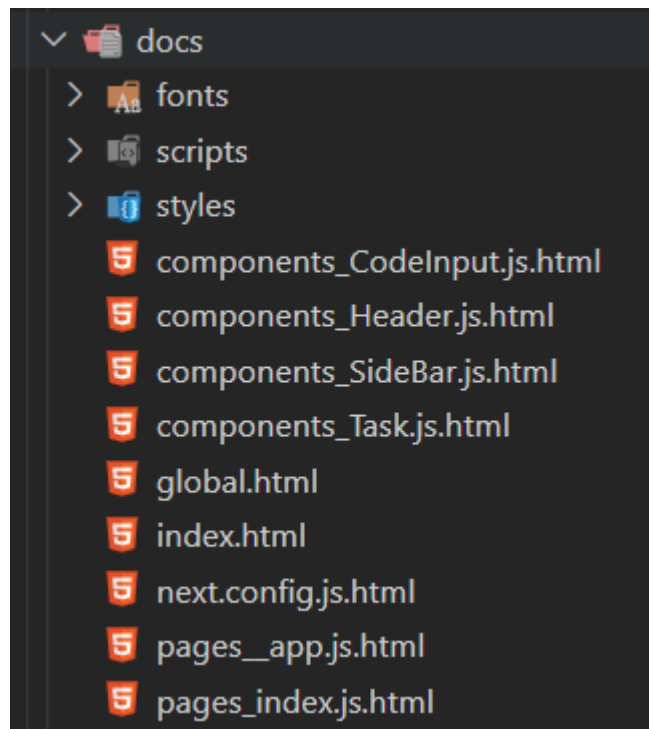 docs
fonts
scripts
styles
components_CodeInput.js.html
components_Header.js.html
components_SideBar.js.html
components_Task.js.html
global.html
index.html
next.config.js.html
pages__app.js.html
pages_index.js.html